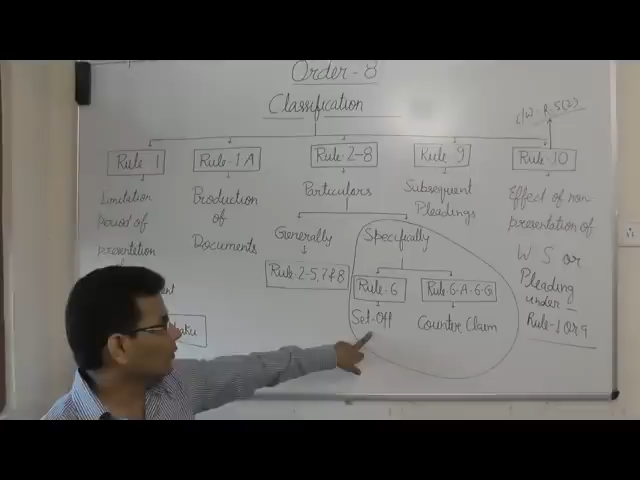 Order - 8
Classification
c/w R. 5(2)
Rule 1
Rule 1A
Rule 2-8
Rule 9
Rule 10
Limitation
Period of
presentation
Production
of
Documents
Particulars
Generally
Rule. 2-5, 7 & 8
Specifically
Rule-6
Set-Off
Rule. 6-A-6-G
Counter Claim
Subsequent
Pleadings
Effect of non-
presentation of
W S or
Pleading
under -
Rule-1 or 9